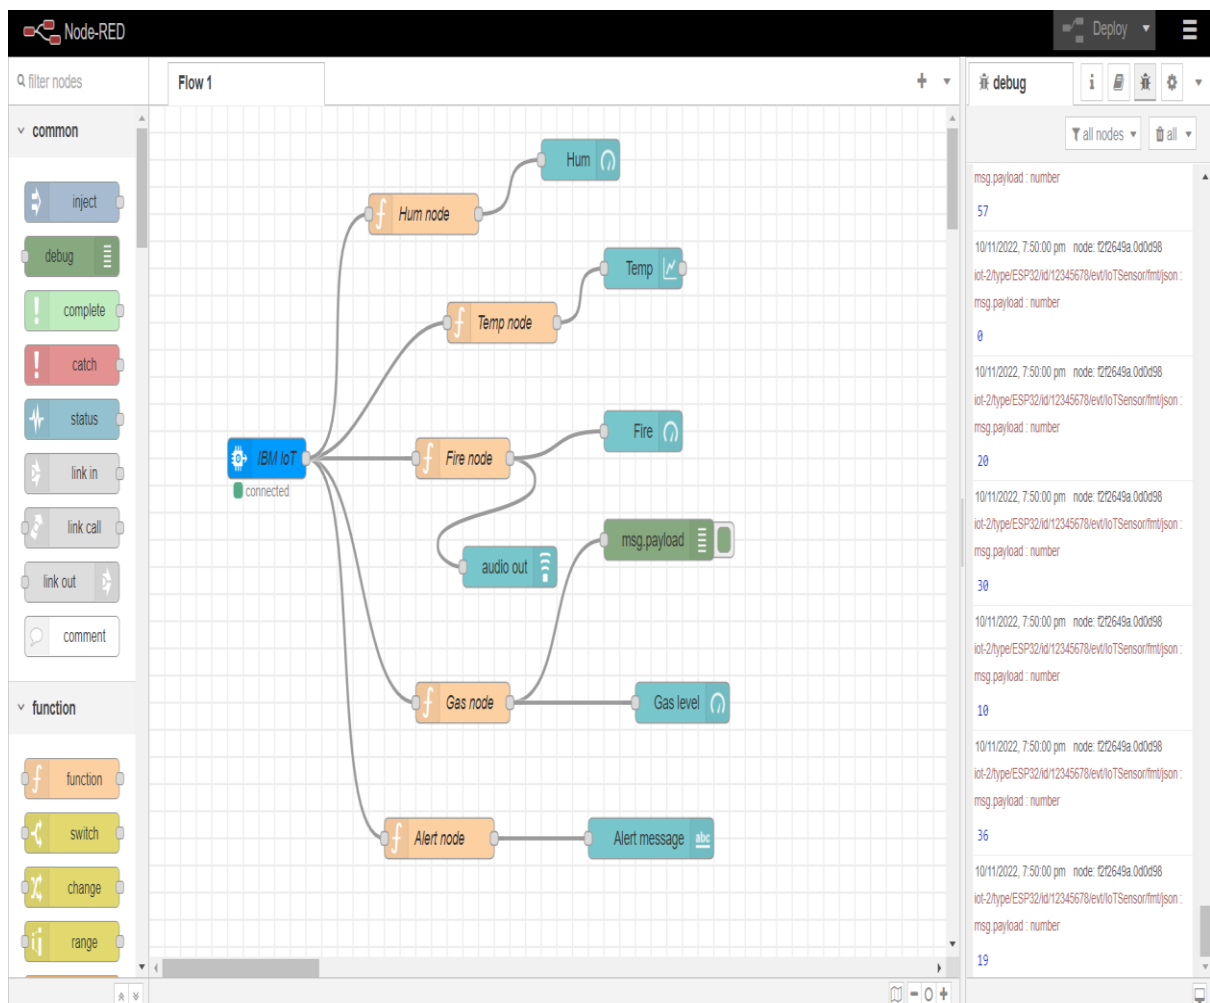 Node-RED
Deploy
filter nodes
Flow 1
debug
i
common
all nodes
all
inject
debug
complete
catch
status
link in
link call
link out
comment
function
function
switch
change
range
Hum
Hum node
Temp
Temp node
Fire
Fire node
IBM IoT
connected
msg.payload
audio out
Gas node
Gas level
Alert node
Alert message
abc
msg.payload : number
57
10/11/2022, 7:50:00 pm node: f2f2649a.0d0d98
iot-2/type/ESP32/id/12345678/evt/IoTSensor/fmt/json :
msg.payload : number
0
10/11/2022, 7:50:00 pm node: f2f2649a.0d0d98
iot-2/type/ESP32/id/12345678/evt/IoTSensor/fmt/json :
msg.payload : number
20
10/11/2022, 7:50:00 pm node: f2f2649a.0d0d98
iot-2/type/ESP32/id/12345678/evt/IoTSensor/fmt/json :
msg.payload : number
30
10/11/2022, 7:50:00 pm node: f2f2649a.0d0d98
iot-2/type/ESP32/id/12345678/evt/IoTSensor/fmt/json :
msg.payload : number
10
10/11/2022, 7:50:00 pm node: f2f2649a.0d0d98
iot-2/type/ESP32/id/12345678/evt/IoTSensor/fmt/json :
msg.payload : number
36
10/11/2022, 7:50:00 pm node: f2f2649a.0d0d98
iot-2/type/ESP32/id/12345678/evt/IoTSensor/fmt/json :
msg.payload : number
19